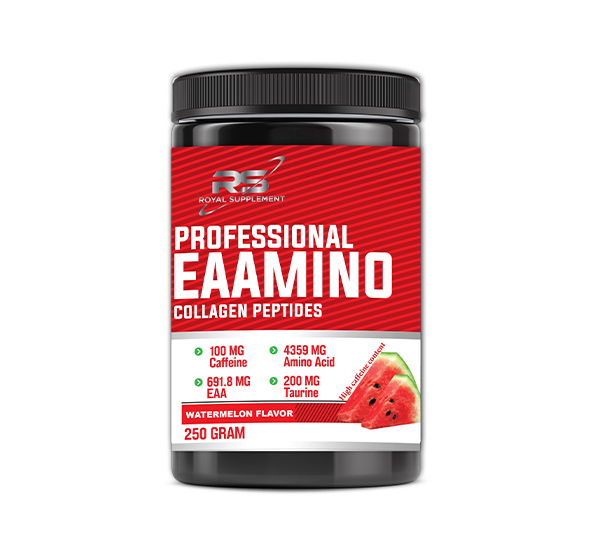 RS
ROYAL SUPPLEMENT
PROFESSIONAL
EAAMINO
COLLAGEN PEPTIDES
100 MG
Caffeine
4359 MG
Amino Acid
691.8 MG
EAA
200 MG
Taurine
High caffeine content
WATERMELON FLAVOR
250 GRAM